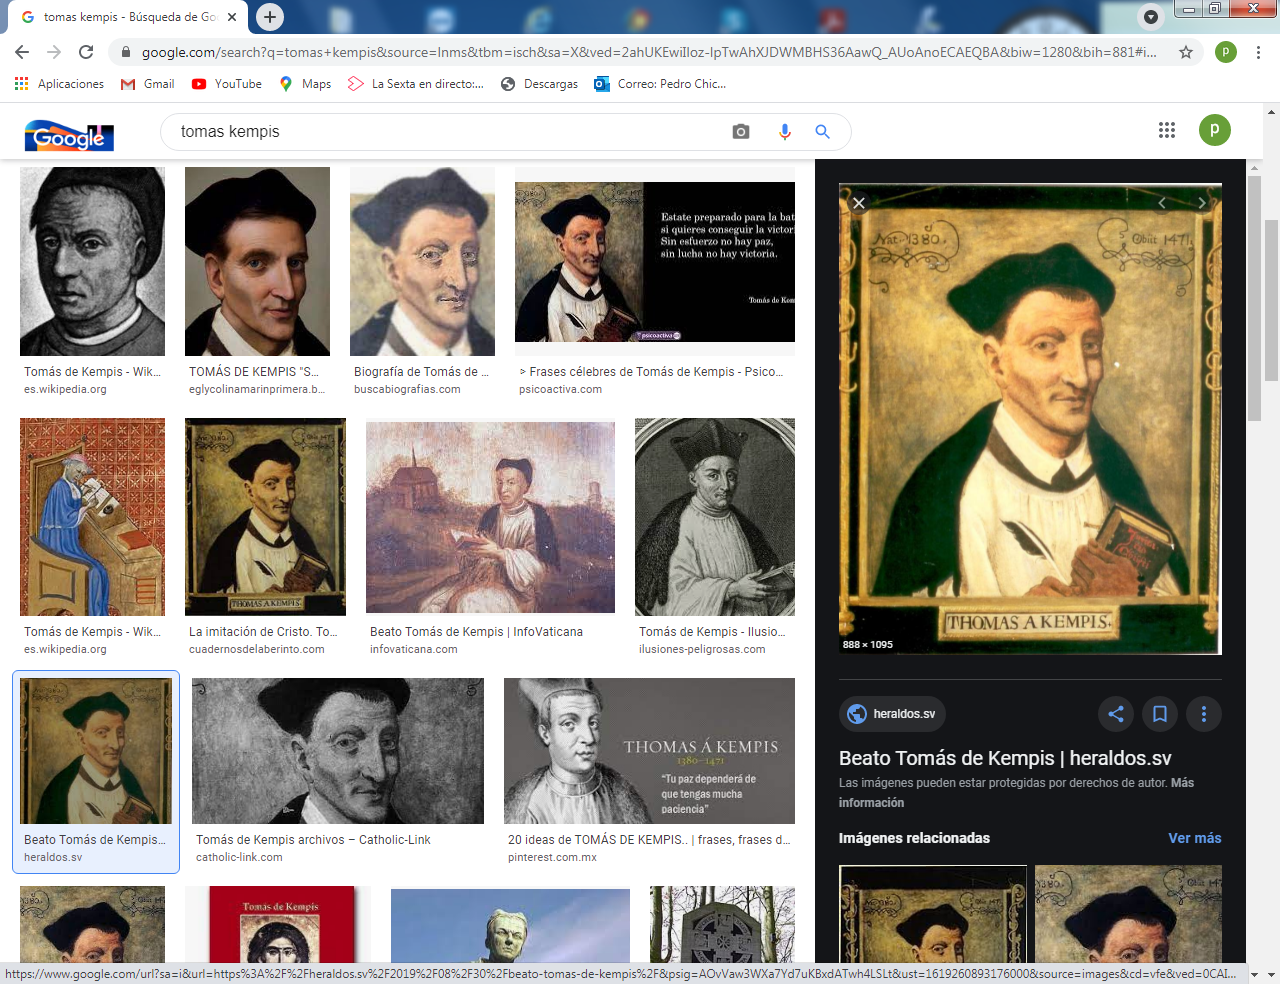 tomas kempis - Búsqueda de Go
google.com/search?q=tomas+kempis&source=lnms&tbm=isch&sa=X&ved=2ahUKEwiIloz-lpTwAhXJDWMBHS36AawQ_AUoAnoECAEQBA&biw=1280&bih=881#i...
Aplicaciones
Gmail
YouTube
Maps
La Sexta en directo:...
Descargas
Correo: Pedro Chic...
Google
tomas kempis
p
p
Estate preparado para la bat
si quieres conseguir la victori
Sin esfuerzo no hay paz,
sin lucha no hay victoria.
Tomás de Kem
psicoactiva
Tomás de Kempis - Wik...
es.wikipedia.org
TOMÁS DE KEMPIS "S...
eglycolinamarinprimera.b...
Biografía de Tomás de ...
buscabiografias.com
> Frases célebres de Tomás de Kempis - Psico...
psicoactiva.com
THOMAS A KEMPIS.
Tomás de Kempis - Wik...
es.wikipedia.org
La imitación de Cristo. To...
cuadernosdelaberinto.com
Beato Tomás de Kempis | InfoVaticana
infovaticana.com
Tomás de Kempis - Ilusio...
ilusiones-peligrosas.com
THOMAS Á KEMPIS
1380–1471
“Tu paz dependerá de
que tengas mucha
paciencia”
Beato Tomás de Kempis...
heraldos.sv
Tomás de Kempis archivos – Catholic-Link
catholic-link.com
20 ideas de TOMÁS DE KEMPIS.. | frases, frases d...
pinterest.com.mx
Tomás de Kempis
Nat· 1380.
Obiit 1471.
THOMAS A KEMPIS.
888 × 1095
heraldos.sv
Beato Tomás de Kempis | heraldos.sv
Las imágenes pueden estar protegidas por derechos de autor. Más
información
Imágenes relacionadas
Ver más
https://www.google.com/url?sa=i&url=https%3A%2F%2Fheraldos.sv%2F2019%2F08%2F30%2Fbeato-tomas-de-kempis%2F&psig=AOvVaw3WXa7Yd7uKBxdATwh4LSLt&ust=1619260893176000&source=images&cd=vfe&ved=0CAI...